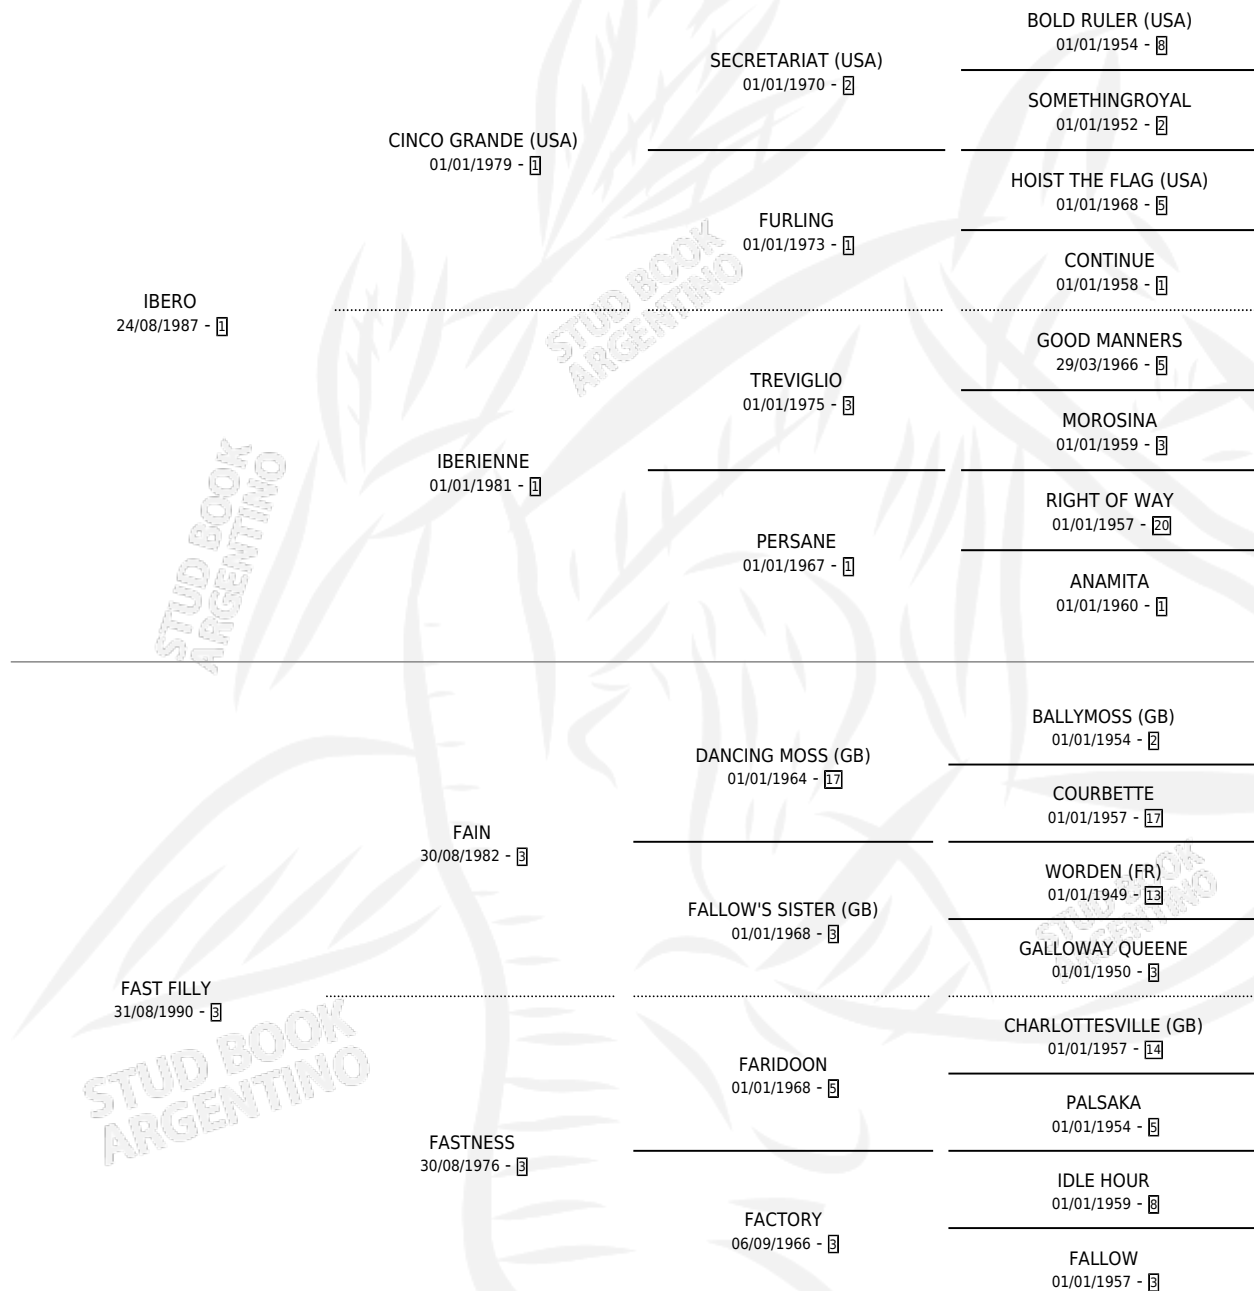 BOLD RULER (USA)
01/01/1954 - 8
SECRETARIAT (USA)
01/01/1970 - 2
SOMETHINGROYAL
01/01/1952 - 2
CINCO GRANDE (USA)
01/01/1979 - 1
HOIST THE FLAG (USA)
01/01/1968 - 5
FURLING
01/01/1973 - 1
CONTINUE
01/01/1958 - 1
IBERO
24/08/1987 - 1
STUD BOOK
ARGENTINO
GOOD MANNERS
29/03/1966 - 5
TREVIGLIO
01/01/1975 - 3
MOROSINA
01/01/1959 - 3
IBERIENNE
01/01/1981 - 1
RIGHT OF WAY
01/01/1957 - 20
PERSANE
01/01/1967 - 1
ANAMITA
01/01/1960 - 1
STUD BOOK
ARGENTINO
BALLYMOSS (GB)
01/01/1954 - 2
DANCING MOSS (GB)
01/01/1964 - 17
COURBETTE
01/01/1957 - 17
FAIN
30/08/1982 - 3
WORDEN (FR)
01/01/1949 - 13
FALLOW'S SISTER (GB)
01/01/1968 - 3
STUD BOOK
ARGENTINO
GALLOWAY QUEENE
01/01/1950 - 3
FAST FILLY
31/08/1990 - 3
STUD BOOK
ARGENTINO
CHARLOTTESVILLE (GB)
01/01/1957 - 14
FARIDOON
01/01/1968 - 5
PALSAKA
01/01/1954 - 5
FASTNESS
30/08/1976 - 3
IDLE HOUR
01/01/1959 - 8
FACTORY
06/09/1966 - 3
FALLOW
01/01/1957 - 3